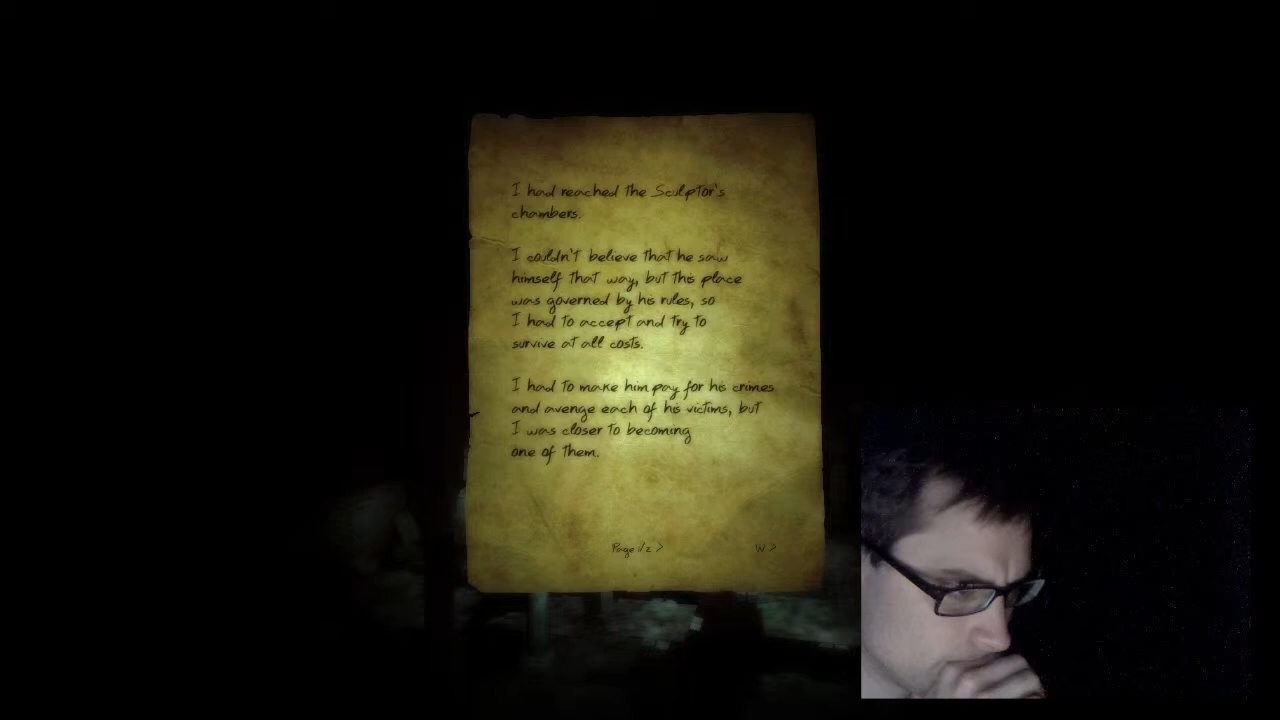 I had reached the Sculptor's
chambers.
I couldn't believe that he saw
himself that way, but this place
was governed by his rules, so
I had to accept and try to
survive at all costs.
I had to make him pay for his crimes
and avenge each of his victims, but
I was closer to becoming
one of them.
Page 1/2 >
W >